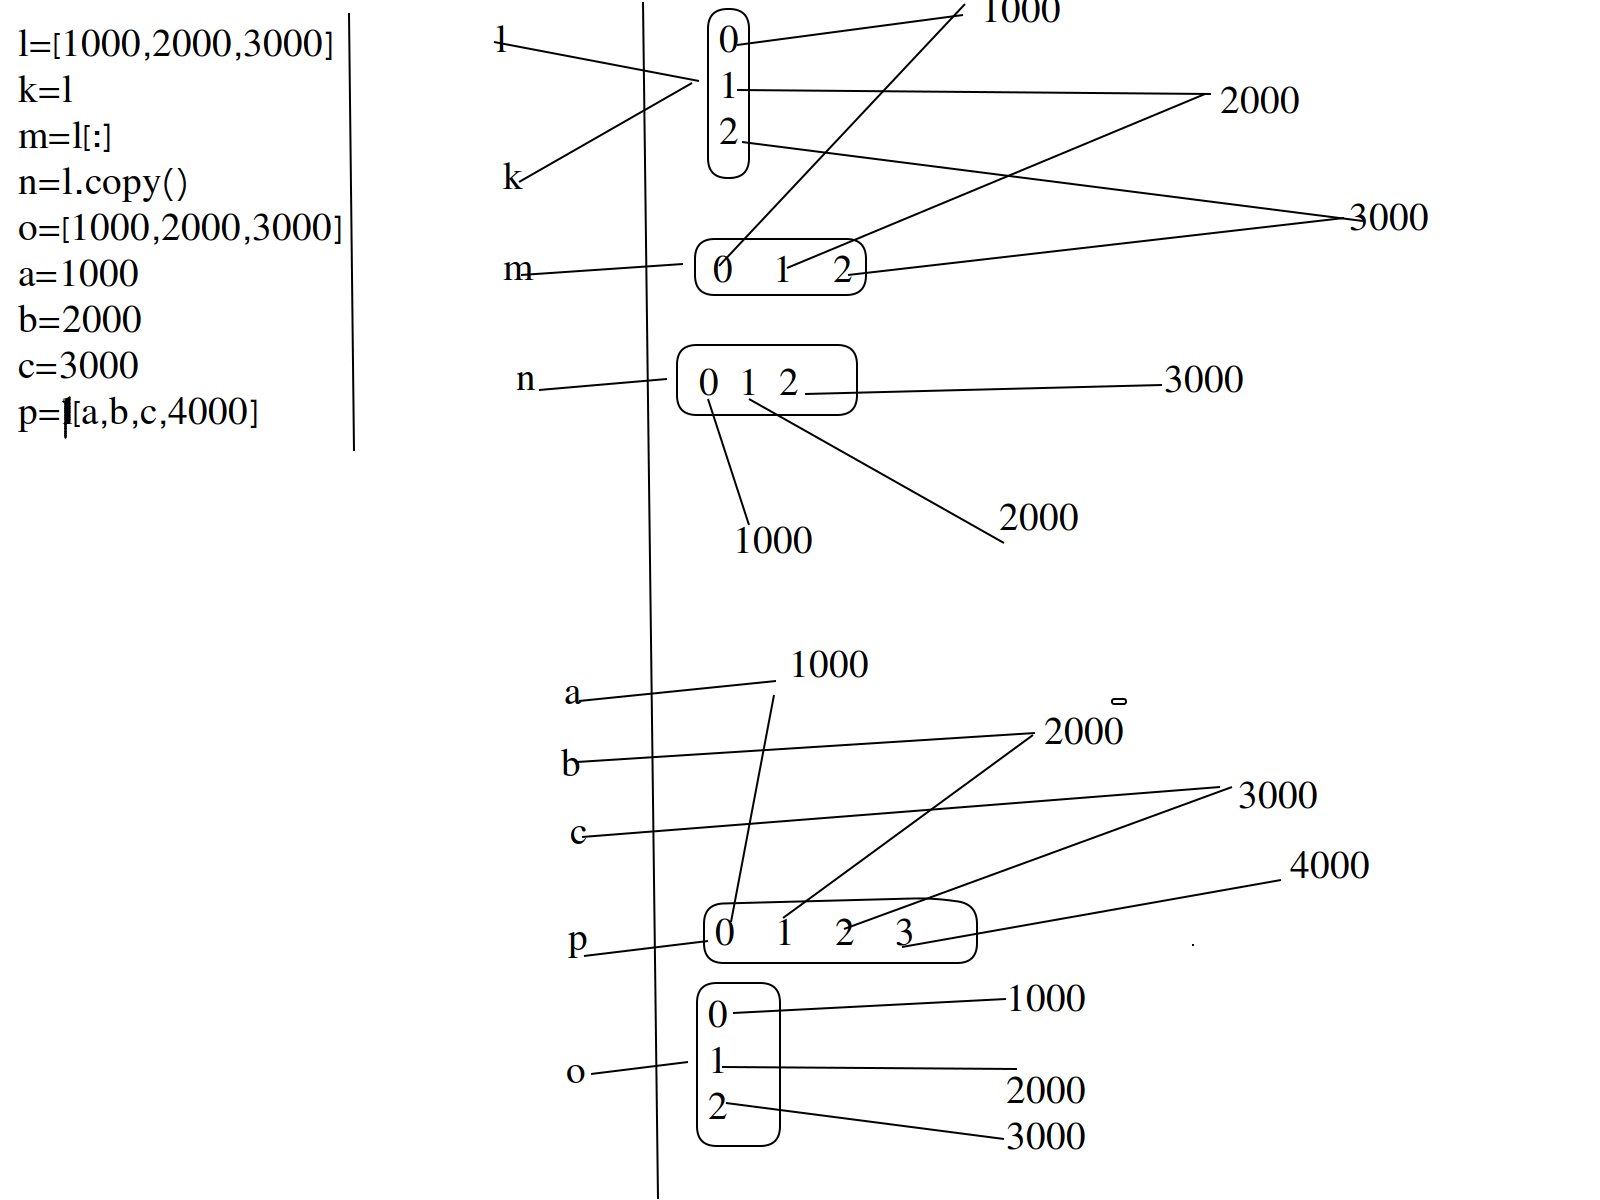 l=[1000,2000,3000]
k=l
m=l[:]
n=l.copy()
o=[1000,2000,3000]
a=1000
b=2000
c=3000
p=[a,b,c,4000]
l
k
m
n
a
b
c
p
o
0
1
2
1000
2000
3000
0 1 2
0 1 2
3000
1000
2000
1000
2000
3000
4000
0 1 2 3
0
1
2
1000
2000
3000